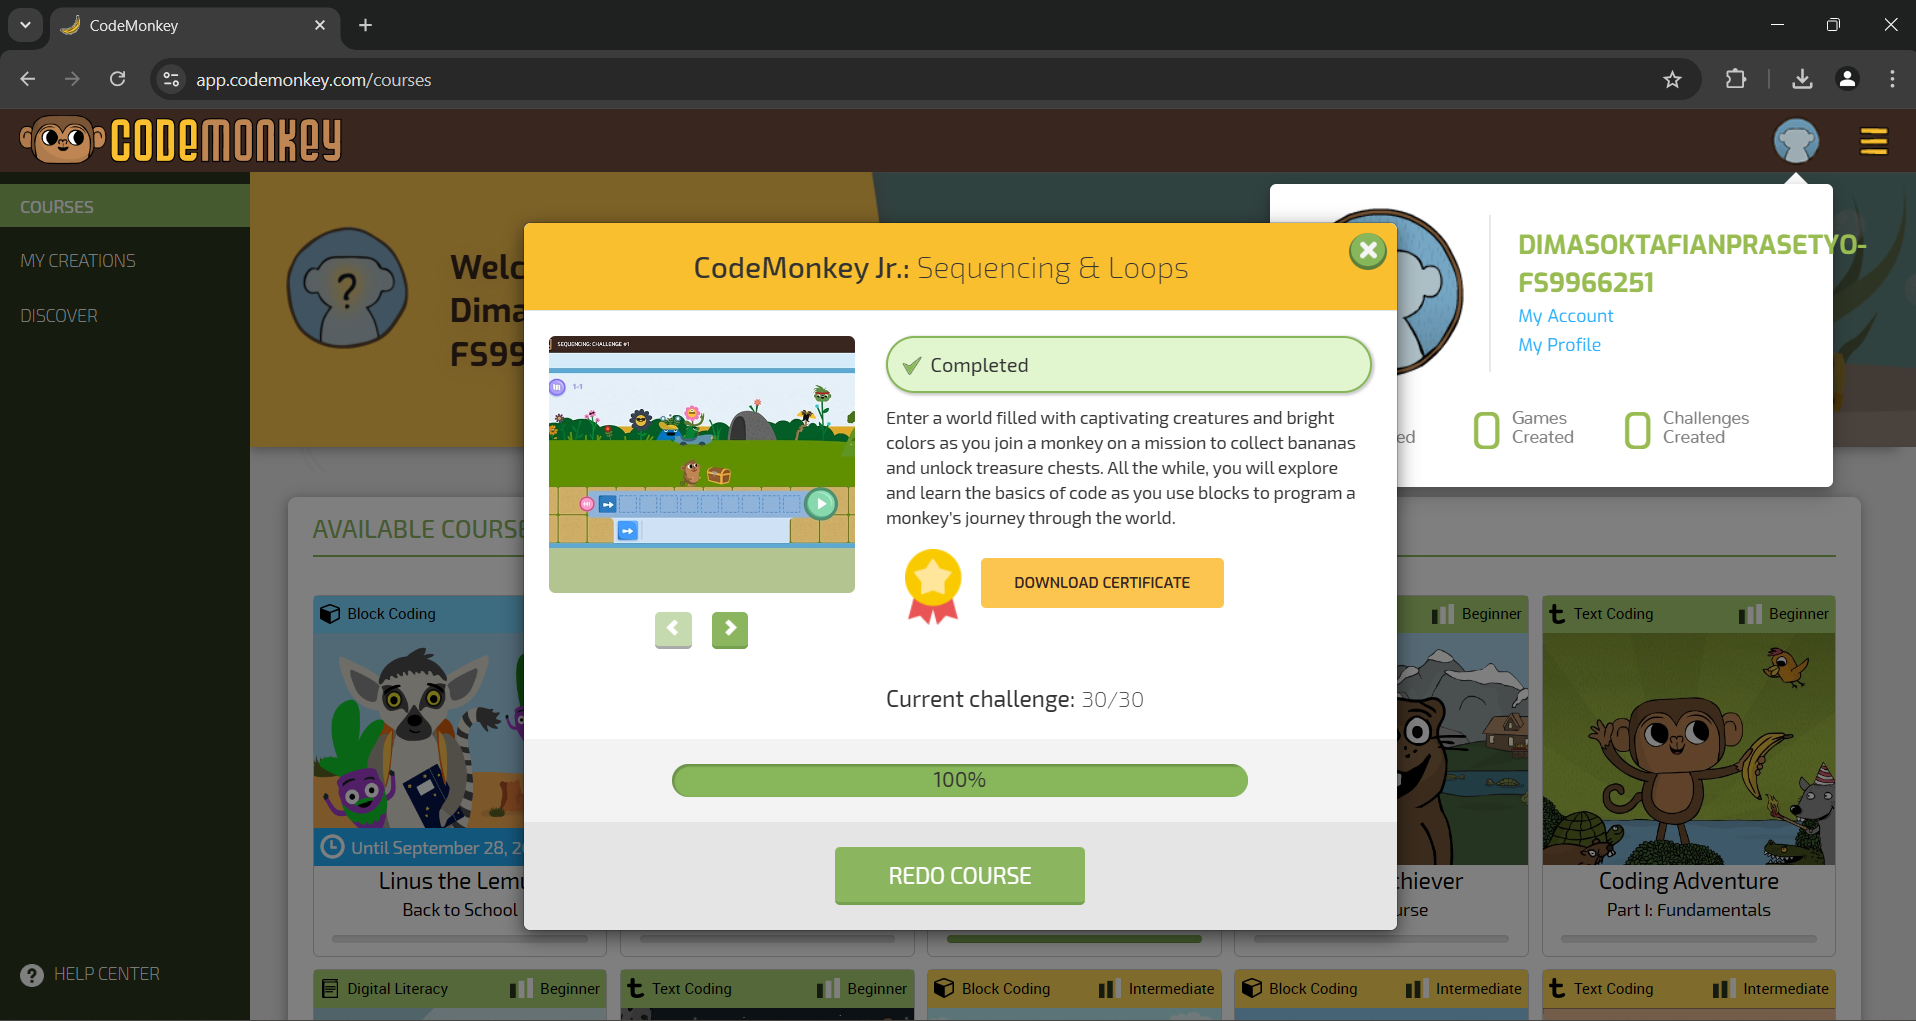 CodeMonkey
app.codemonkey.com/courses
CODEMONKEY
COURSES
MY CREATIONS
DISCOVER
HELP CENTER
Welc
Dima
FS99
DIMASOKTAFIANPRASETYO-
FS9966251
My Account
My Profile
ed
0 Games Created
0 Challenges Created
CodeMonkey Jr.: Sequencing & Loops
SEQUENCING: CHALLENGE #1
1-1
Completed
Enter a world filled with captivating creatures and bright
colors as you join a monkey on a mission to collect bananas
and unlock treasure chests. All the while, you will explore
and learn the basics of code as you use blocks to program a
monkey's journey through the world.
DOWNLOAD CERTIFICATE
Current challenge: 30/30
100%
REDO COURSE
AVAILABLE COURSE
Block Coding
Until September 28, 2
Linus the Lemu
Back to School
Beginner
hiever
urse
Text Coding Beginner
Coding Adventure
Part I: Fundamentals
Digital Literacy Beginner
Text Coding Beginner
Block Coding Intermediate
Block Coding Intermediate
Text Coding Intermediate